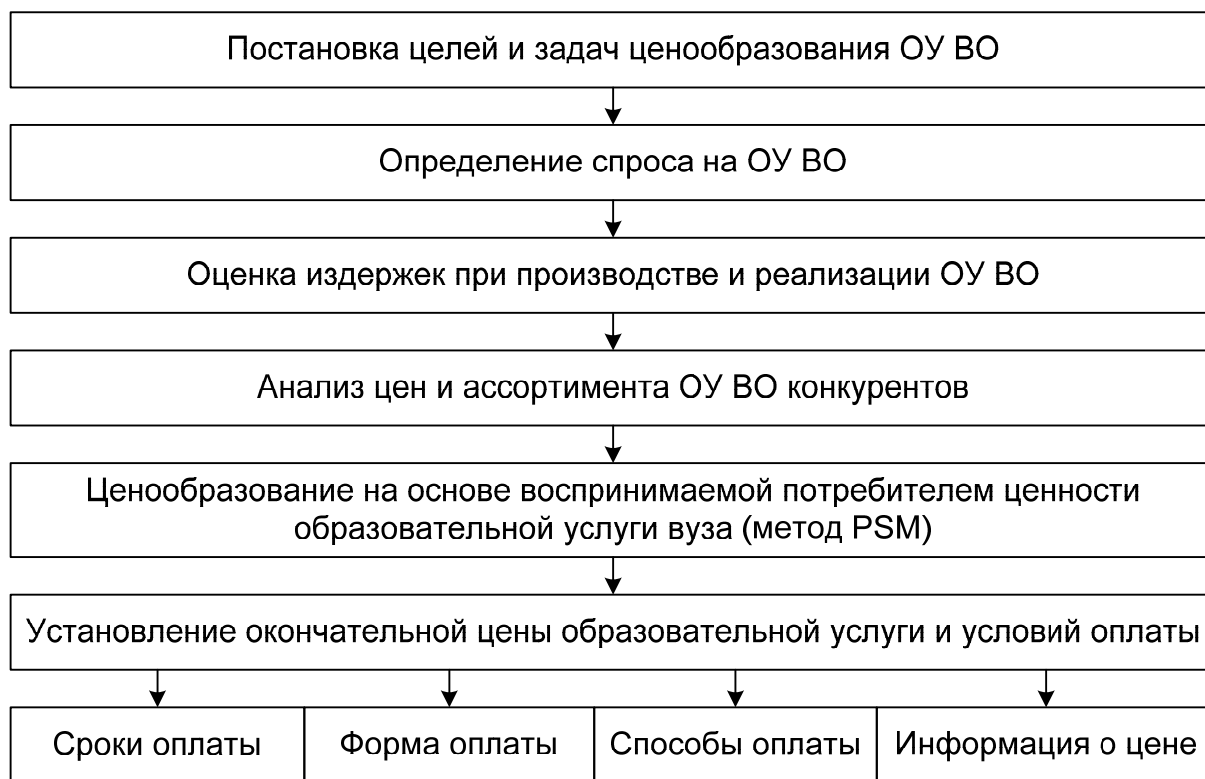 Постановка целей и задач ценообразования ОУ ВО
Определение спроса на ОУ ВО
Оценка издержек при производстве и реализации ОУ ВО
Анализ цен и ассортимента ОУ ВО конкурентов
Ценообразование на основе воспринимаемой потребителем ценности
образовательной услуги вуза (метод PSM)
Установление окончательной цены образовательной услуги и условий оплаты
Сроки оплаты
Форма оплаты
Способы оплаты
Информация о цене